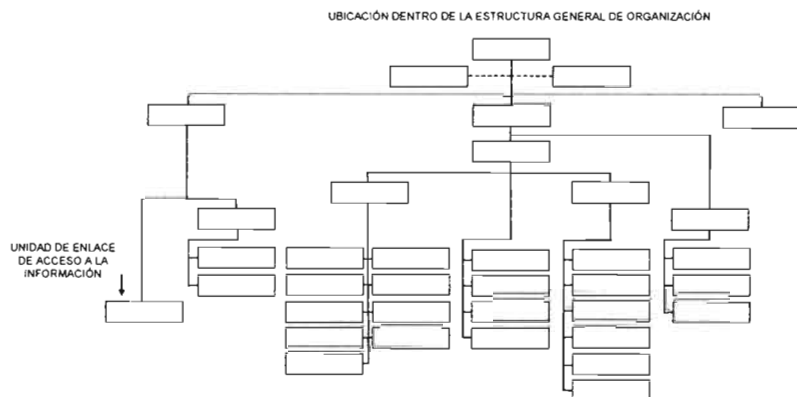 UBICACIÓN DENTRO DE LA ESTRUCTURA GENERAL DE ORGANIZACIÓN
UNIDAD DE ENLACE
DE ACCESO A LA
INFORMACIÓN